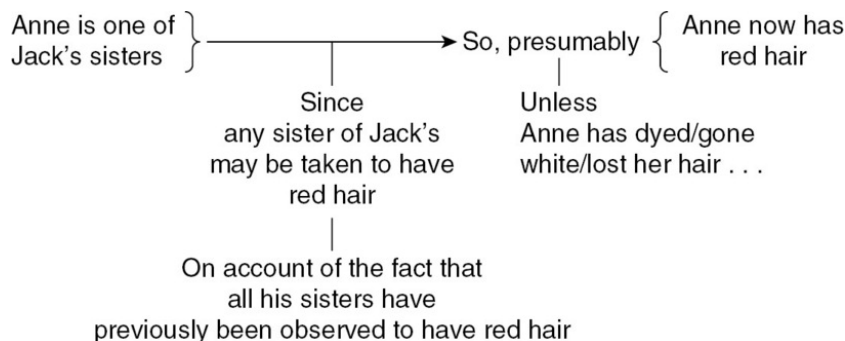 Anne is one of
Jack's sisters
So, presumably
Anne now has
red hair
Since
any sister of Jack's
may be taken to have
red hair
Unless
Anne has dyed/gone
white/lost her hair . . .
On account of the fact that
all his sisters have
previously been observed to have red hair